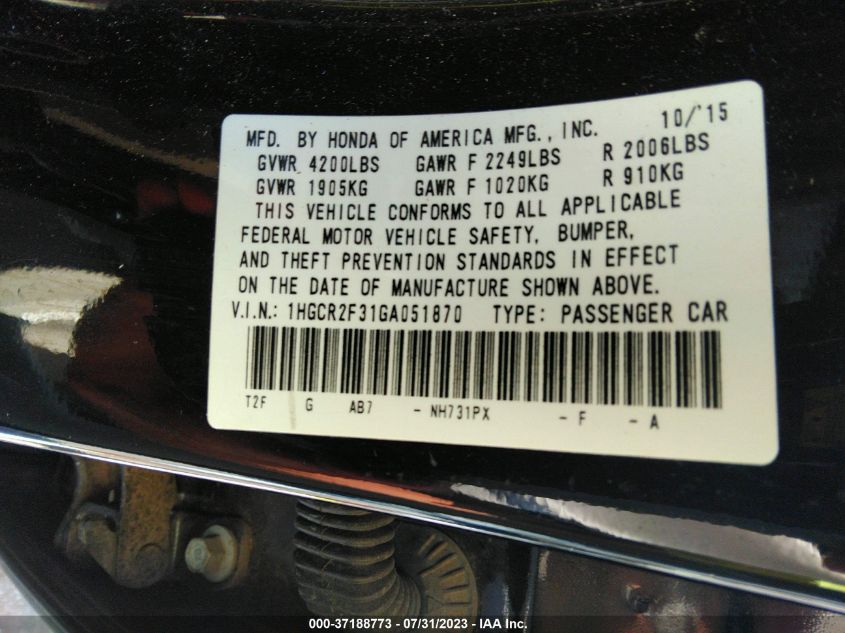 MFD. BY HONDA OF AMERICA MFG., INC. 10/'15
GVWR 4200LBS GAWR F 2249LBS R 2006LBS
GVWR 1905KG GAWR F 1020KG R 910KG
THIS VEHICLE CONFORMS TO ALL APPLICABLE
FEDERAL MOTOR VEHICLE SAFETY, BUMPER,
AND THEFT PREVENTION STANDARDS IN EFFECT
ON THE DATE OF MANUFACTURE SHOWN ABOVE.
V.I.N.: 1HGCR2F31GA051870 TYPE: PASSENGER CAR
T2F G AB7 - NH731PX - F - A
000-37188773 - 07/31/2023 - IAA Inc.